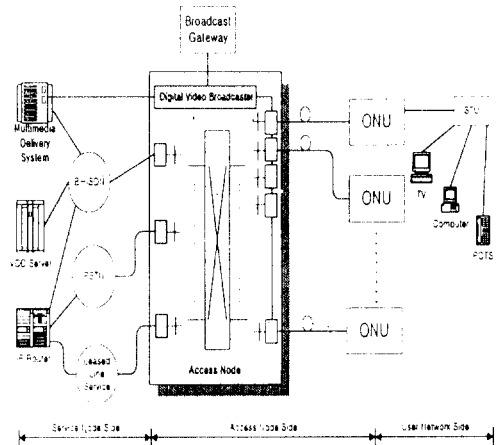 Broadcast
Gateway
Digital Video Broadcaster
Multimedia
Delivery
System
B-ISDN
VOD Server
PSTN
IP Router
Leased
Line
Service
Access Node
ONU
ONU
ONU
STU
TV
Computer
POTS
Service Node Side
Access Node Side
User Network Side